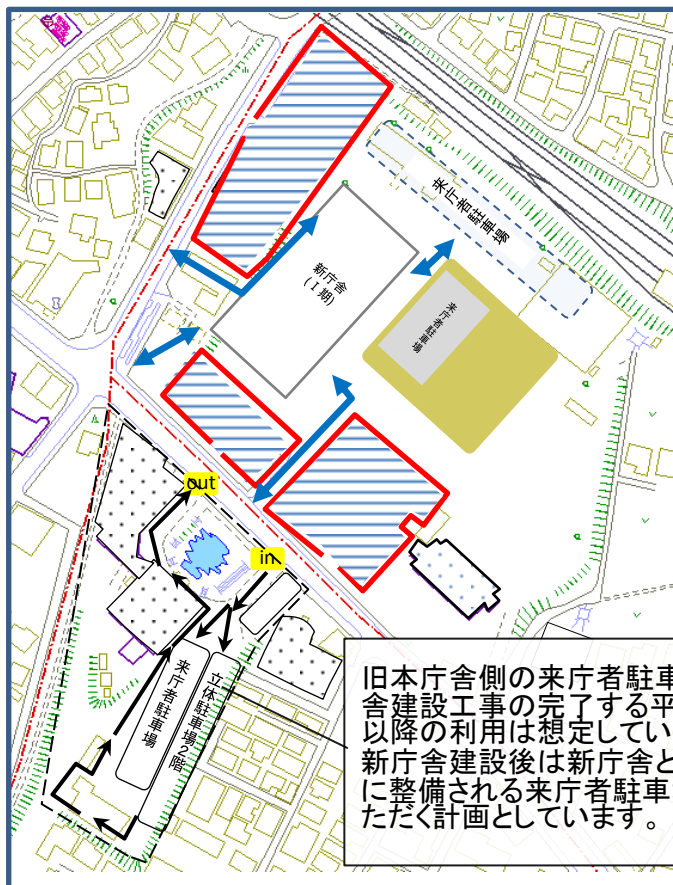 来庁者駐車場
新庁舎
(Ⅰ期)
来庁者駐車場
out
in
来庁者駐車場
立体駐車場2階
旧本庁舎側の来庁者駐車
舎建設工事の完了する平
以降の利用は想定してい
新庁舎建設後は新庁舎と
に整備される来庁者駐車
ただく計画としています。